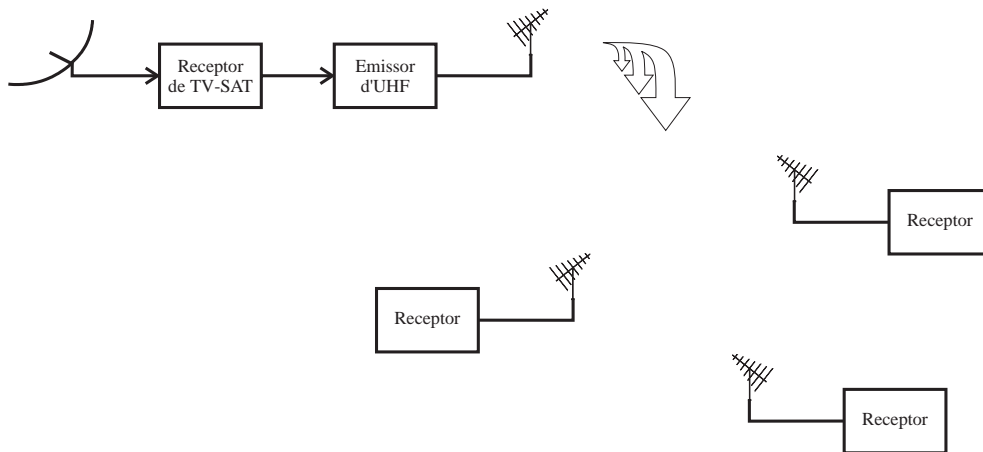 Receptor
de TV-SAT
Emissor
d'UHF
Receptor
Receptor
Receptor